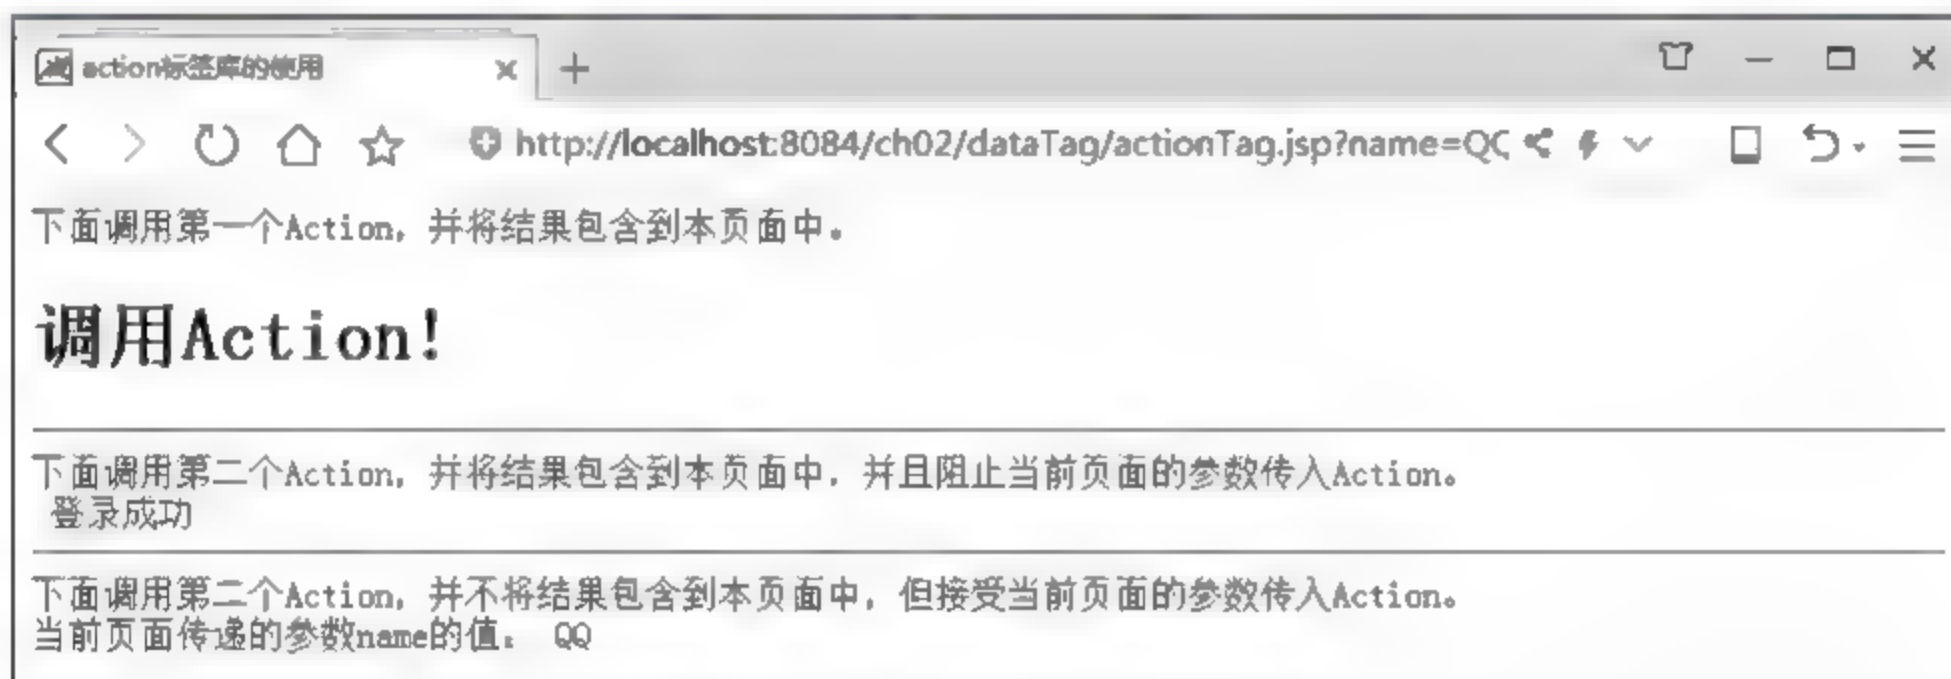 action标签库的使用
http://localhost:8084/ch02/dataTag/actionTag.jsp?name=QQ
下面调用第一个Action，并将结果包含到本页面中。
调用Action!
下面调用第二个Action，并将结果包含到本页面中，并且阻止当前页面的参数传入Action。
登录成功
下面调用第二个Action，并不将结果包含到本页面中，但接受当前页面的参数传入Action。
当前页面传递的参数name的值： QQ